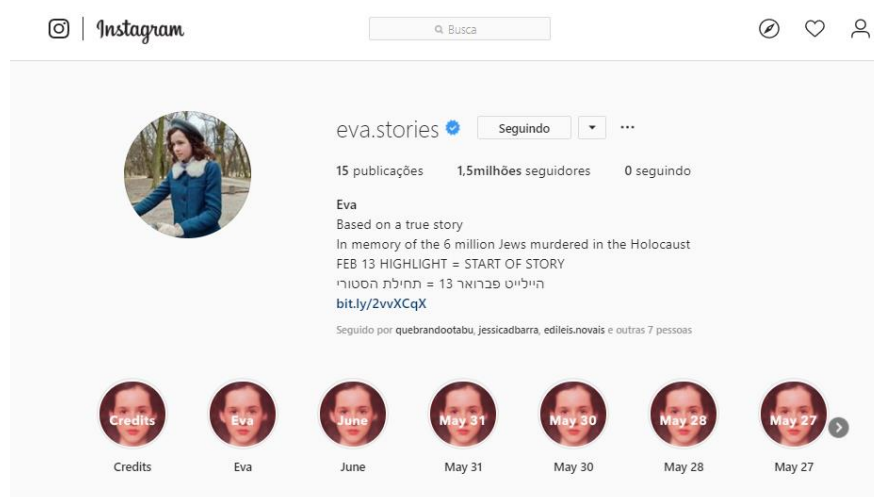 Instagram
Busca
eva.stories Seguindo
15 publicações 1,5milhões seguidores 0 seguindo
Eva
Based on a true story
In memory of the 6 million Jews murdered in the Holocaust
FEB 13 HIGHLIGHT = START OF STORY
היילייט פברואר 13 = תחילת הסטורי
bit.ly/2vvXCqX
Seguido por quebrandootabu, jessicadbarra, edileis.novais e outras 7 pessoas
Credits Eva June May 31 May 30 May 28 May 27
Credits Eva June May 31 May 30 May 28 May 27